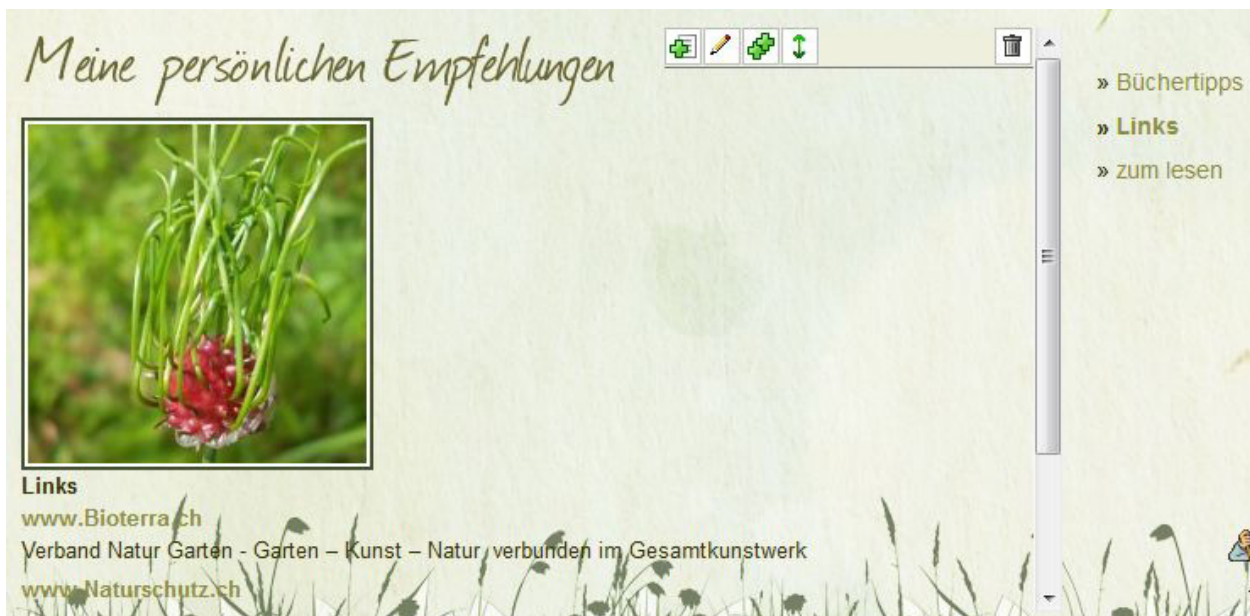 Meine persönlichen Empfehlungen
» Büchertipps
» Links
» zum lesen
Links
www.Bioterra.ch
Verband Natur Garten - Garten – Kunst – Natur verbunden im Gesamtkunstwerk
www.Naturschutz.ch